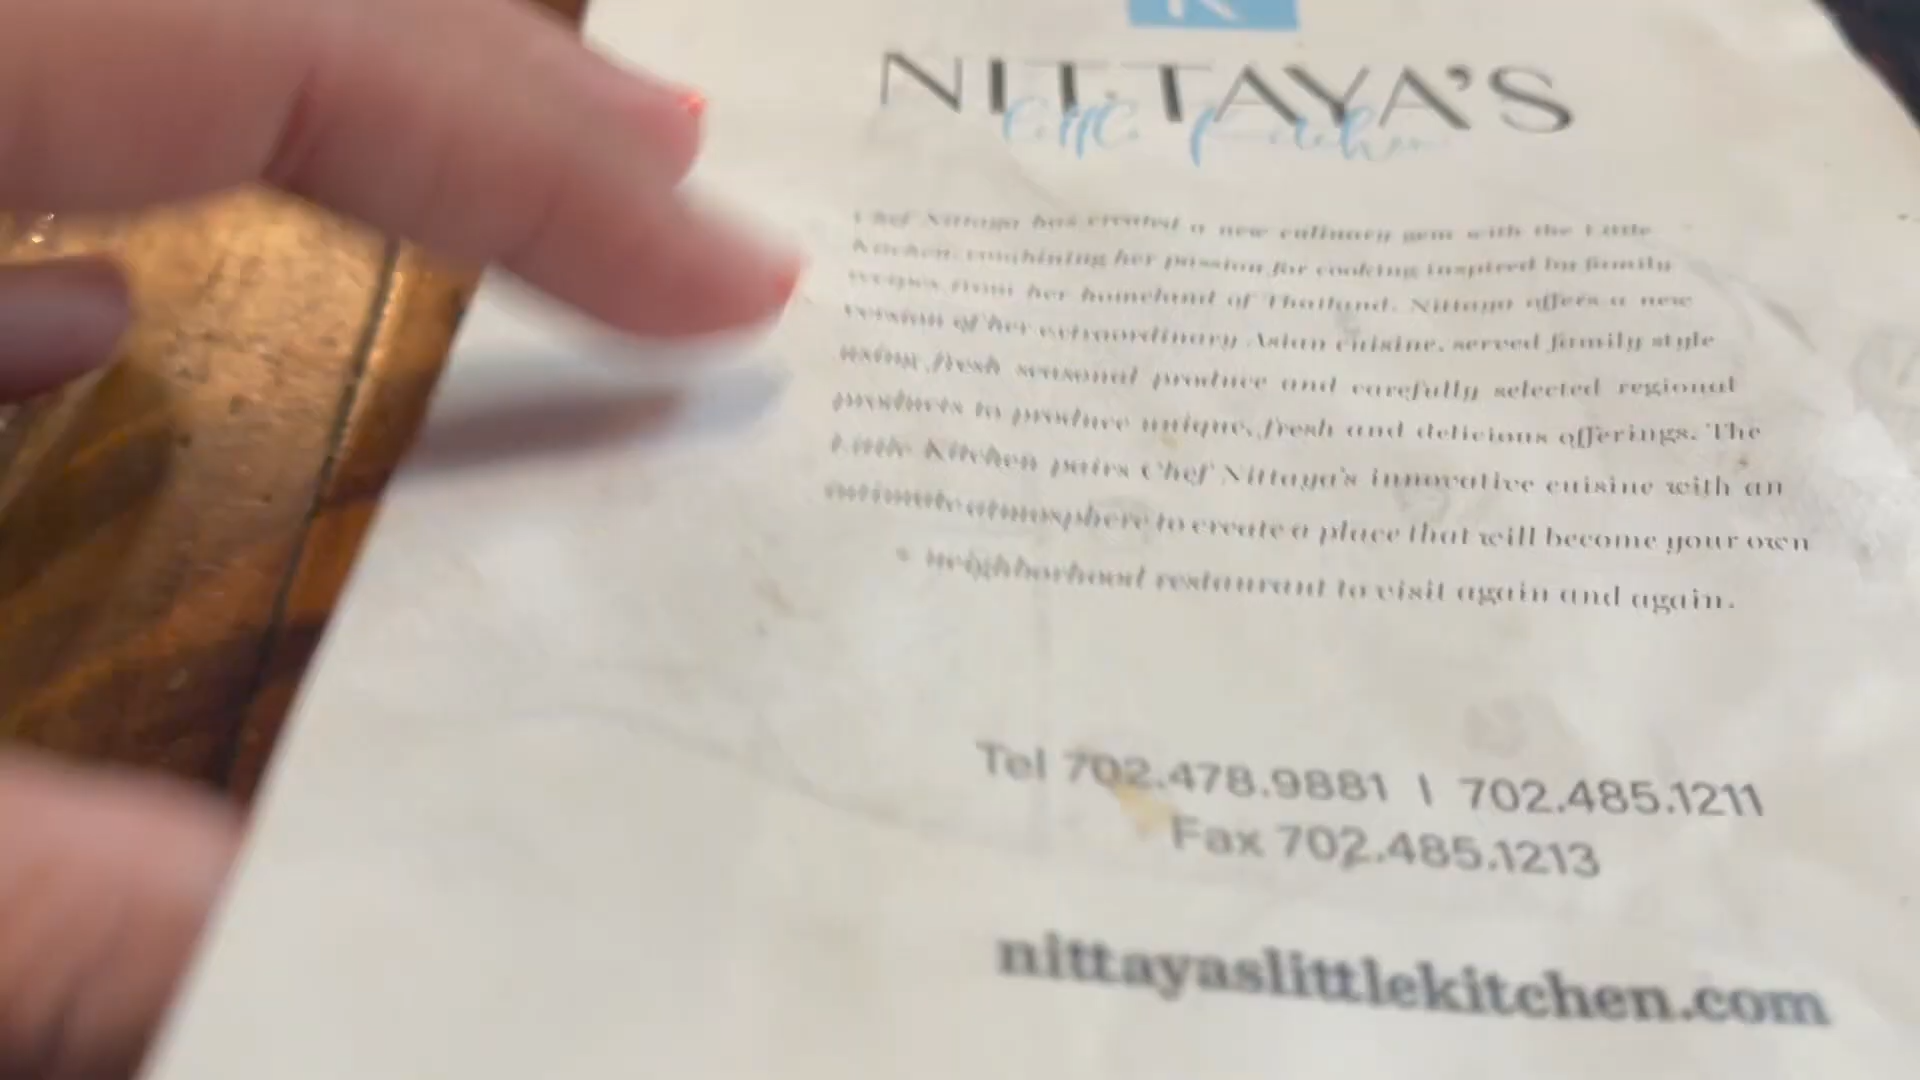 NITTAYA'S
Little Kitchen
Chef Nittaya has created a new culinary gem with the Little
Kitchen, combining her passion for cooking inspired by family
recipes from her homeland of Thailand. Nittaya offers a new
version of her extraordinary Asian cuisine, served family style
using fresh seasonal produce and carefully selected regional
products to produce unique, fresh and delicious offerings. The
Little Kitchen pairs Chef Nittaya's innovative cuisine with an
intimate atmosphere to create a place that will become your own
neighborhood restaurant to visit again and again.
Tel 702.478.9881 | 702.485.1211
Fax 702.485.1213
nittayaslittlekitchen.com